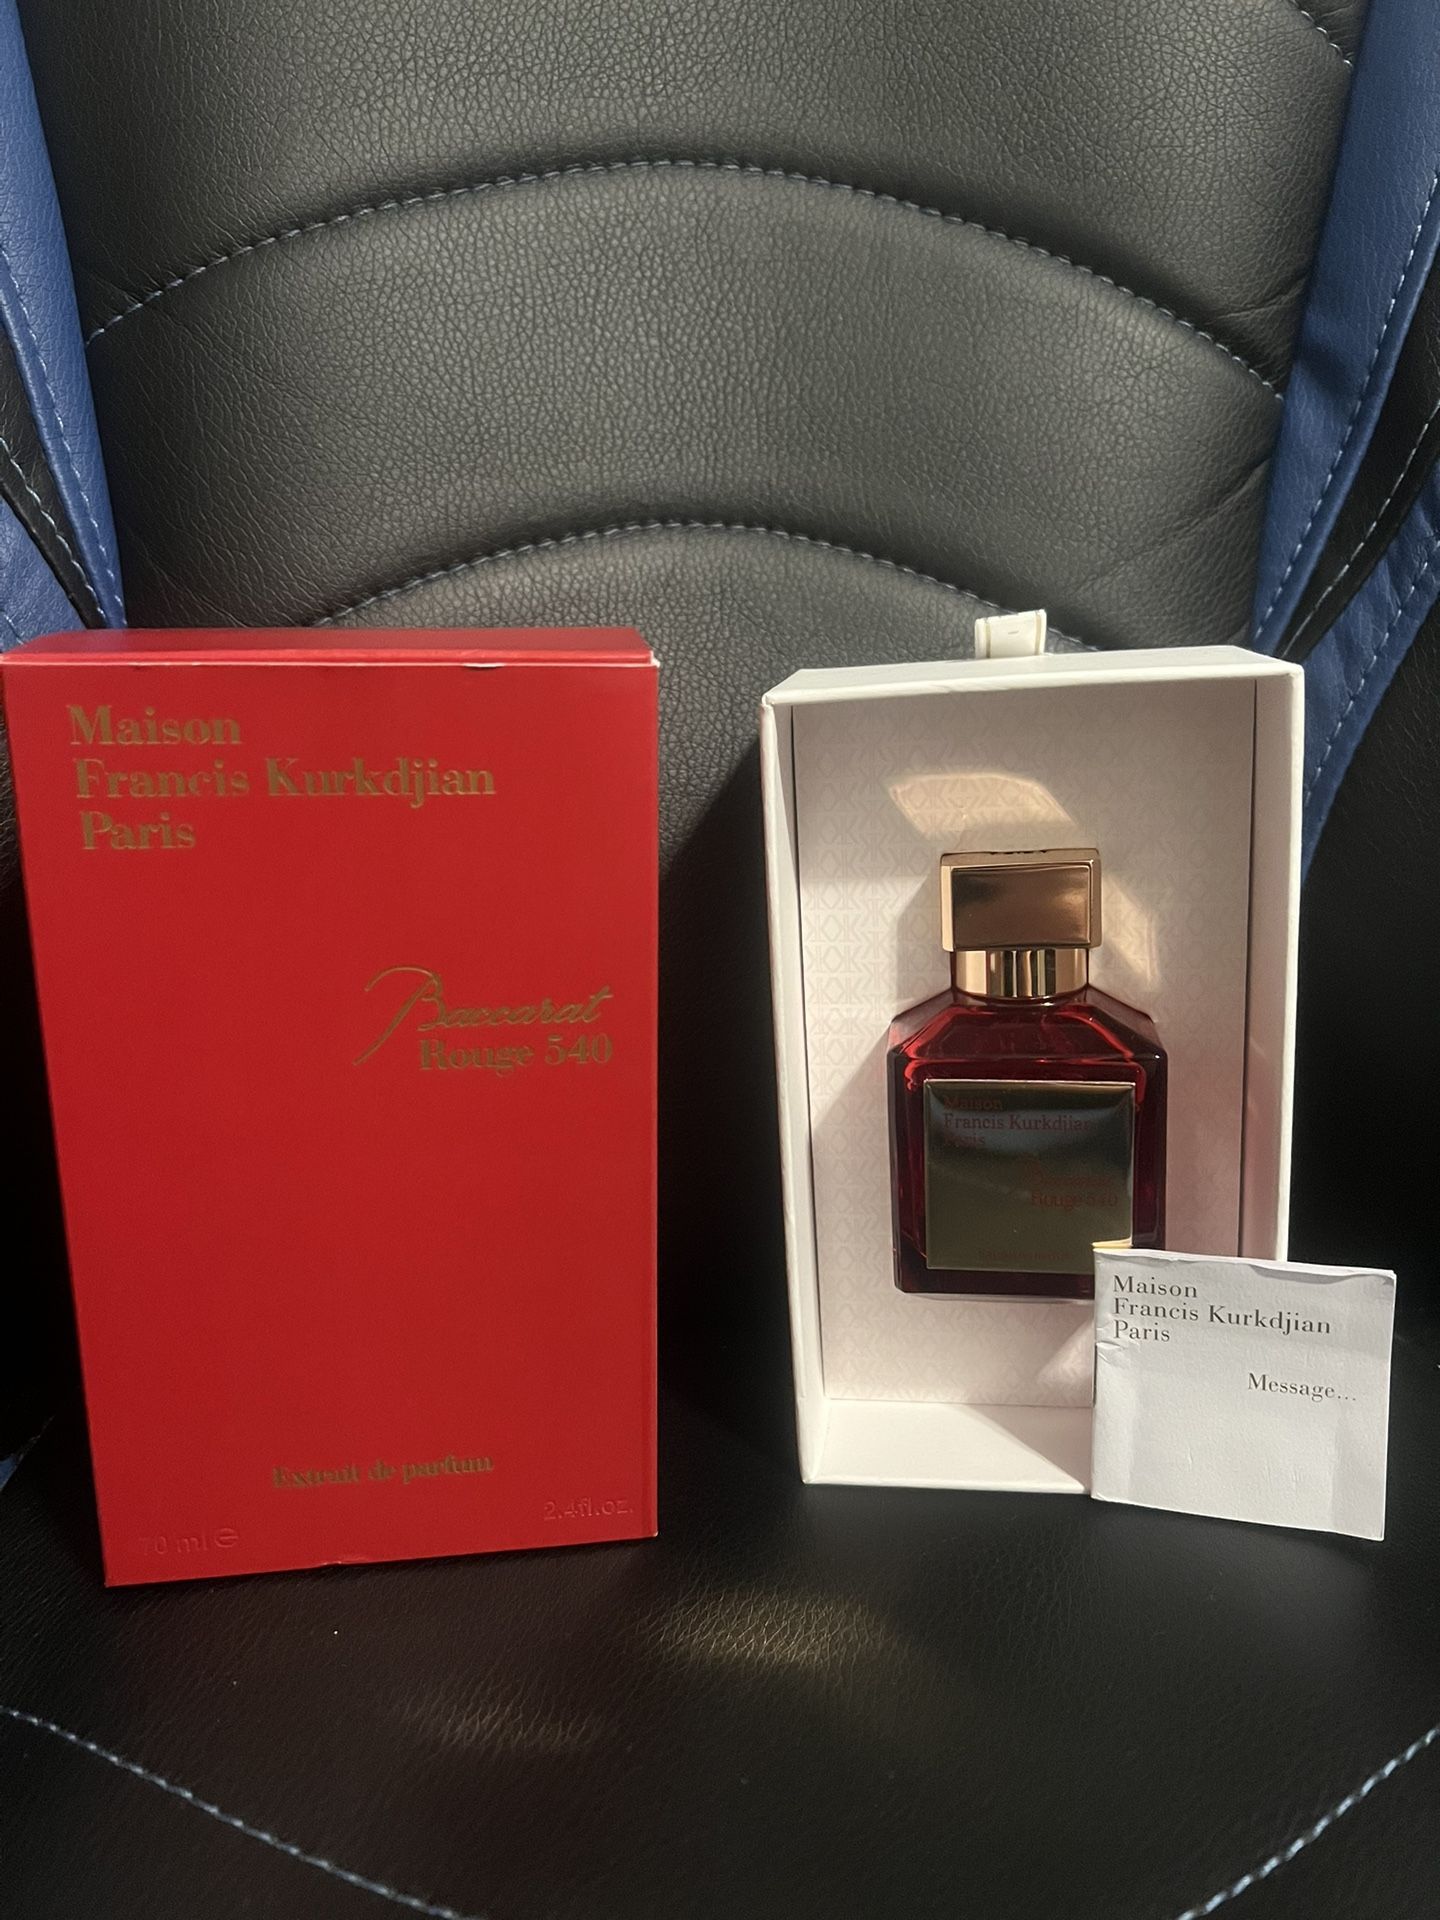 Maison
Francis Kurkdjian
Paris
Baccarat
Rouge 540
Extrait de parfum
70 ml e
2.4fl.oz.
Maison
Francis Kurkdjian
Paris
Baccarat
Rouge 540
Maison
Francis Kurkdjian
Paris
Message...